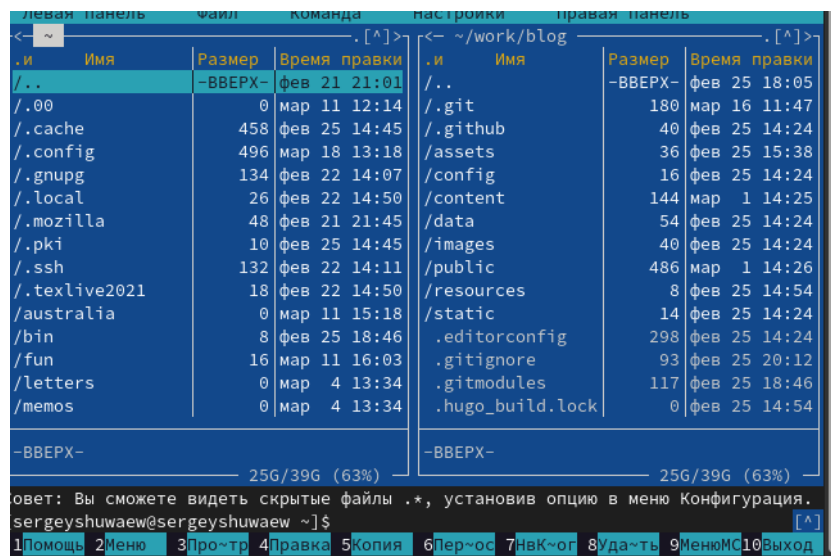 Левая панель Файл Команда Настройки Правая панель
<— ~ .[^]> <— ~/work/blog .[^]>
.и Имя Размер Время правки .и Имя Размер Время правки
/.. -ВВЕРХ- фев 21 21:01 /.. -ВВЕРХ- фев 25 18:05
/.00 0 мар 11 12:14 /.git 180 мар 16 11:47
/.cache 458 фев 25 14:45 /.github 40 фев 25 14:24
/.config 496 мар 18 13:18 /assets 36 фев 25 15:38
/.gnupg 134 фев 22 14:07 /config 16 фев 25 14:24
/.local 26 фев 22 14:50 /content 144 мар 1 14:25
/.mozilla 48 фев 21 21:45 /data 54 фев 25 14:24
/.pki 10 фев 25 14:45 /images 40 фев 25 14:24
/.ssh 132 фев 22 14:11 /public 486 мар 1 14:26
/.texlive2021 18 фев 22 14:50 /resources 8 фев 25 14:54
/australia 0 мар 11 15:18 /static 14 фев 25 14:24
/bin 8 фев 25 18:46 .editorconfig 298 фев 25 14:24
/fun 16 мар 11 16:03 .gitignore 93 фев 25 20:12
/letters 0 мар 4 13:34 .gitmodules 117 фев 25 18:46
/memos 0 мар 4 13:34 .hugo_build.lock 0 фев 25 14:54
-ВВЕРХ- -ВВЕРХ-
25G/39G (63%) 25G/39G (63%)
Совет: Вы сможете видеть скрытые файлы .*, установив опцию в меню Конфигурация.
[sergeyshuwaew@sergeyshuwaew ~]$ [^]
1Помощь 2Меню 3Про~тр 4Правка 5Копия 6Пер~ос 7НвК~ог 8Уда~ть 9МенюМС 10Выход